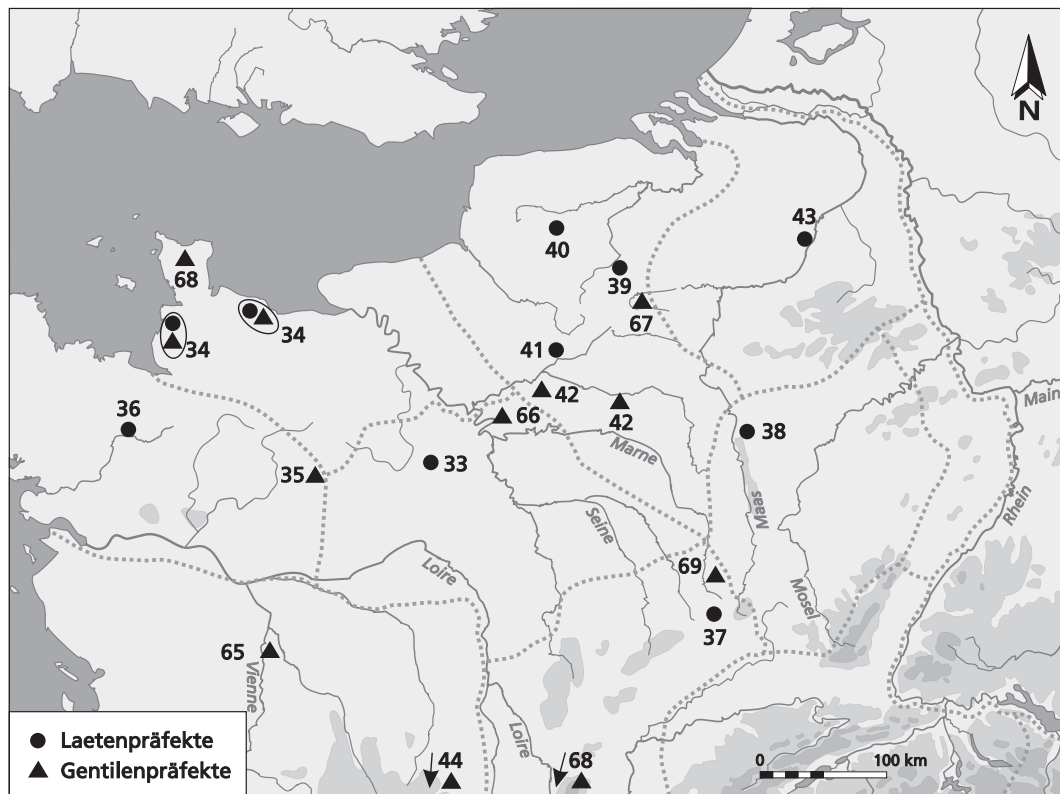 N
43
40
68
39
67
34
34
41
42
36
66
42
38
Main
33
Marne
35
Maas
Rhein
Seine
Loire
69
Mosel
37
65
Vienne
Loire
44
68
0
100 km
Laetenpräfekte
Gentilenpräfekte